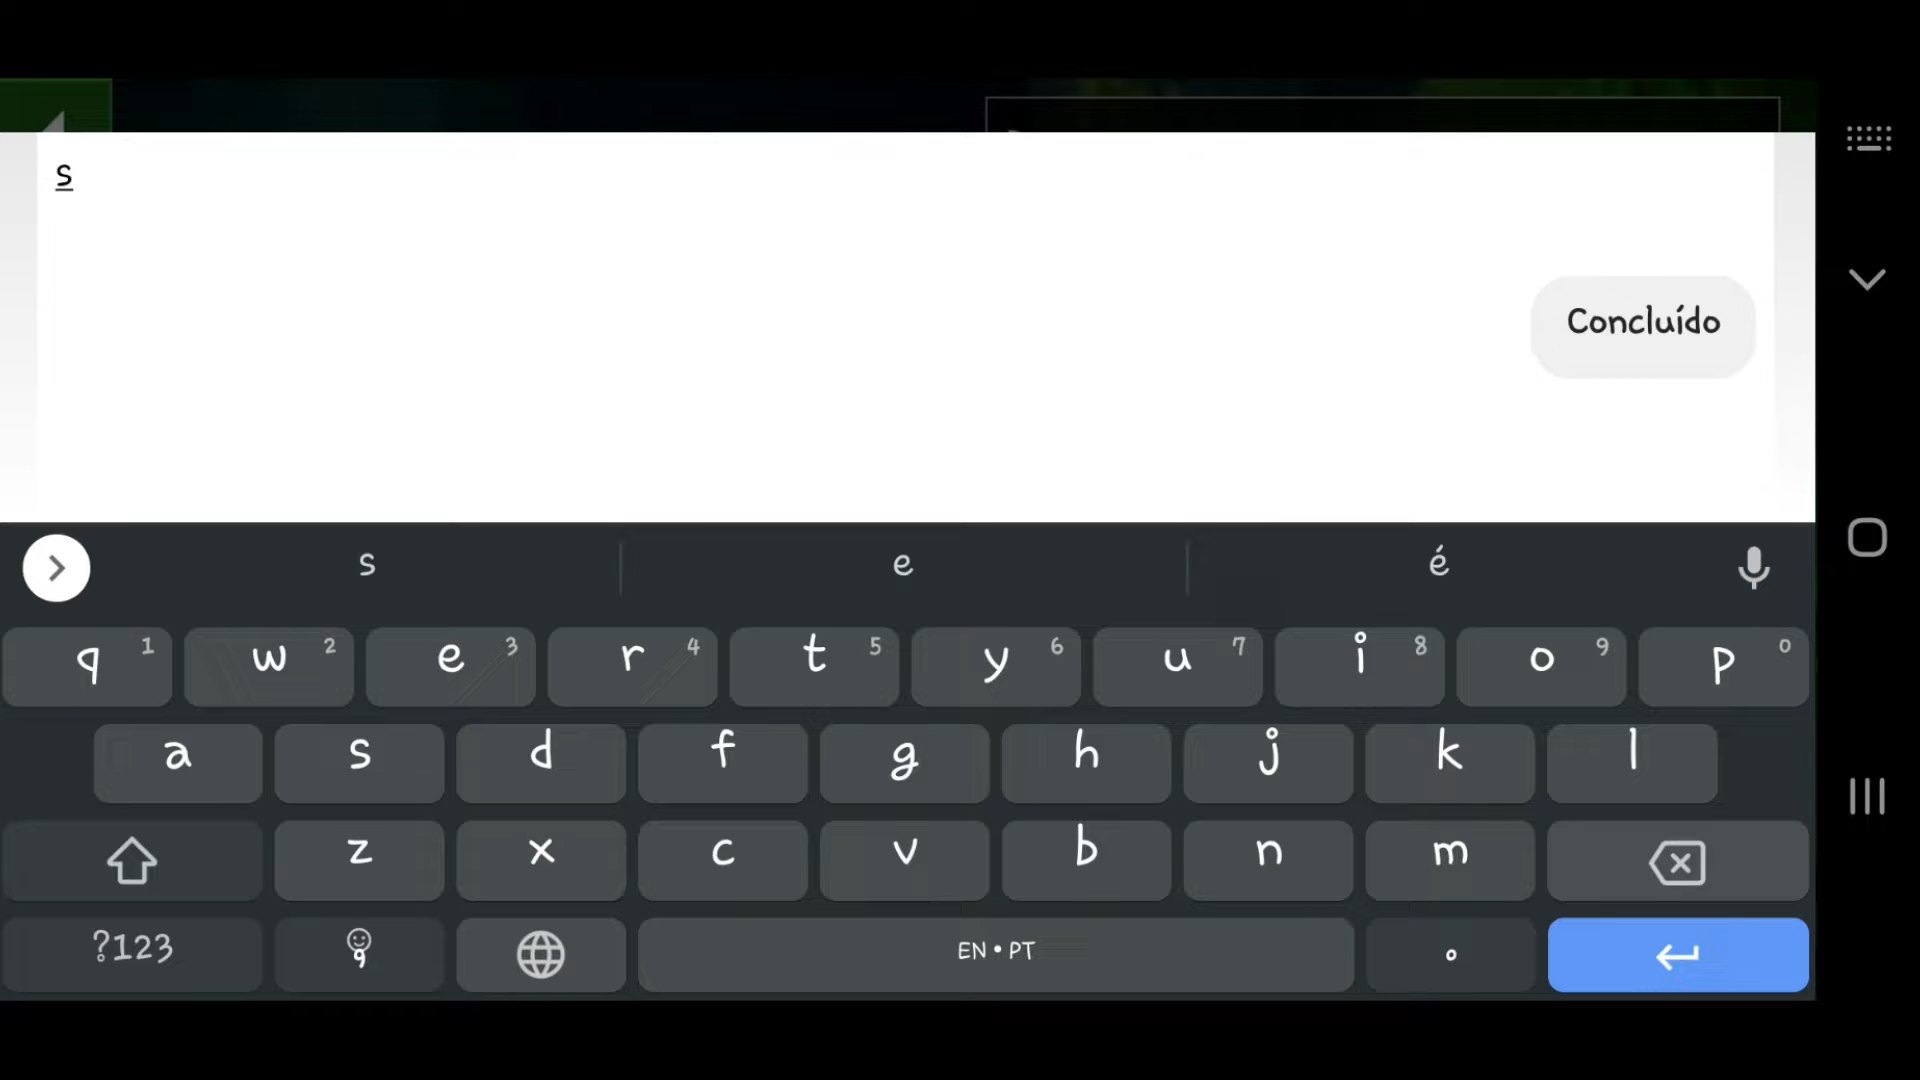 s
Concluído
s e é
q 1 w 2 e 3 r 4 t 5 y 6 u 7 i 8 o 9 p 0
a s d f g h j k l
z x c v b n m
?123 , EN • PT .